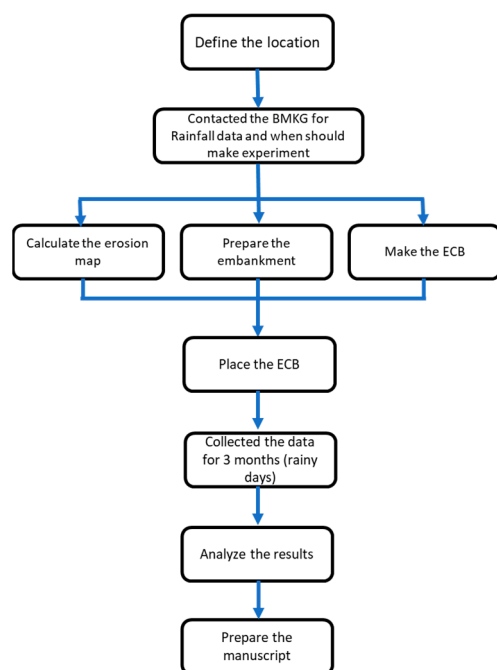 Define the location
Contacted the BMKG for
Rainfall data and when should
make experiment
Calculate the erosion
map
Prepare the
embankment
Make the ECB
Place the ECB
Collected the data
for 3 months (rainy
days)
Analyze the results
Prepare the
manuscript